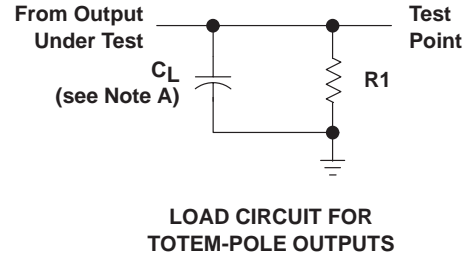 From Output
Under Test
Test
Point
CL
(see Note A)
R1
LOAD CIRCUIT FOR
TOTEM-POLE OUTPUTS